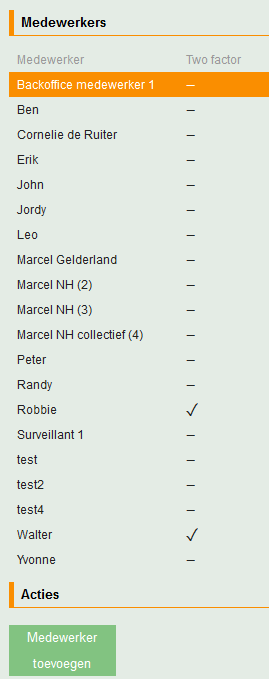 Medewerkers
Medewerker Two factor
Backoffice medewerker 1 –
Ben –
Cornelie de Ruiter –
Erik –
John –
Jordy –
Leo –
Marcel Gelderland –
Marcel NH (2) –
Marcel NH (3) –
Marcel NH collectief (4) –
Peter –
Randy –
Robbie ✓
Surveillant 1 –
test –
test2 –
test4 –
Walter ✓
Yvonne –
Acties
Medewerker
toevoegen